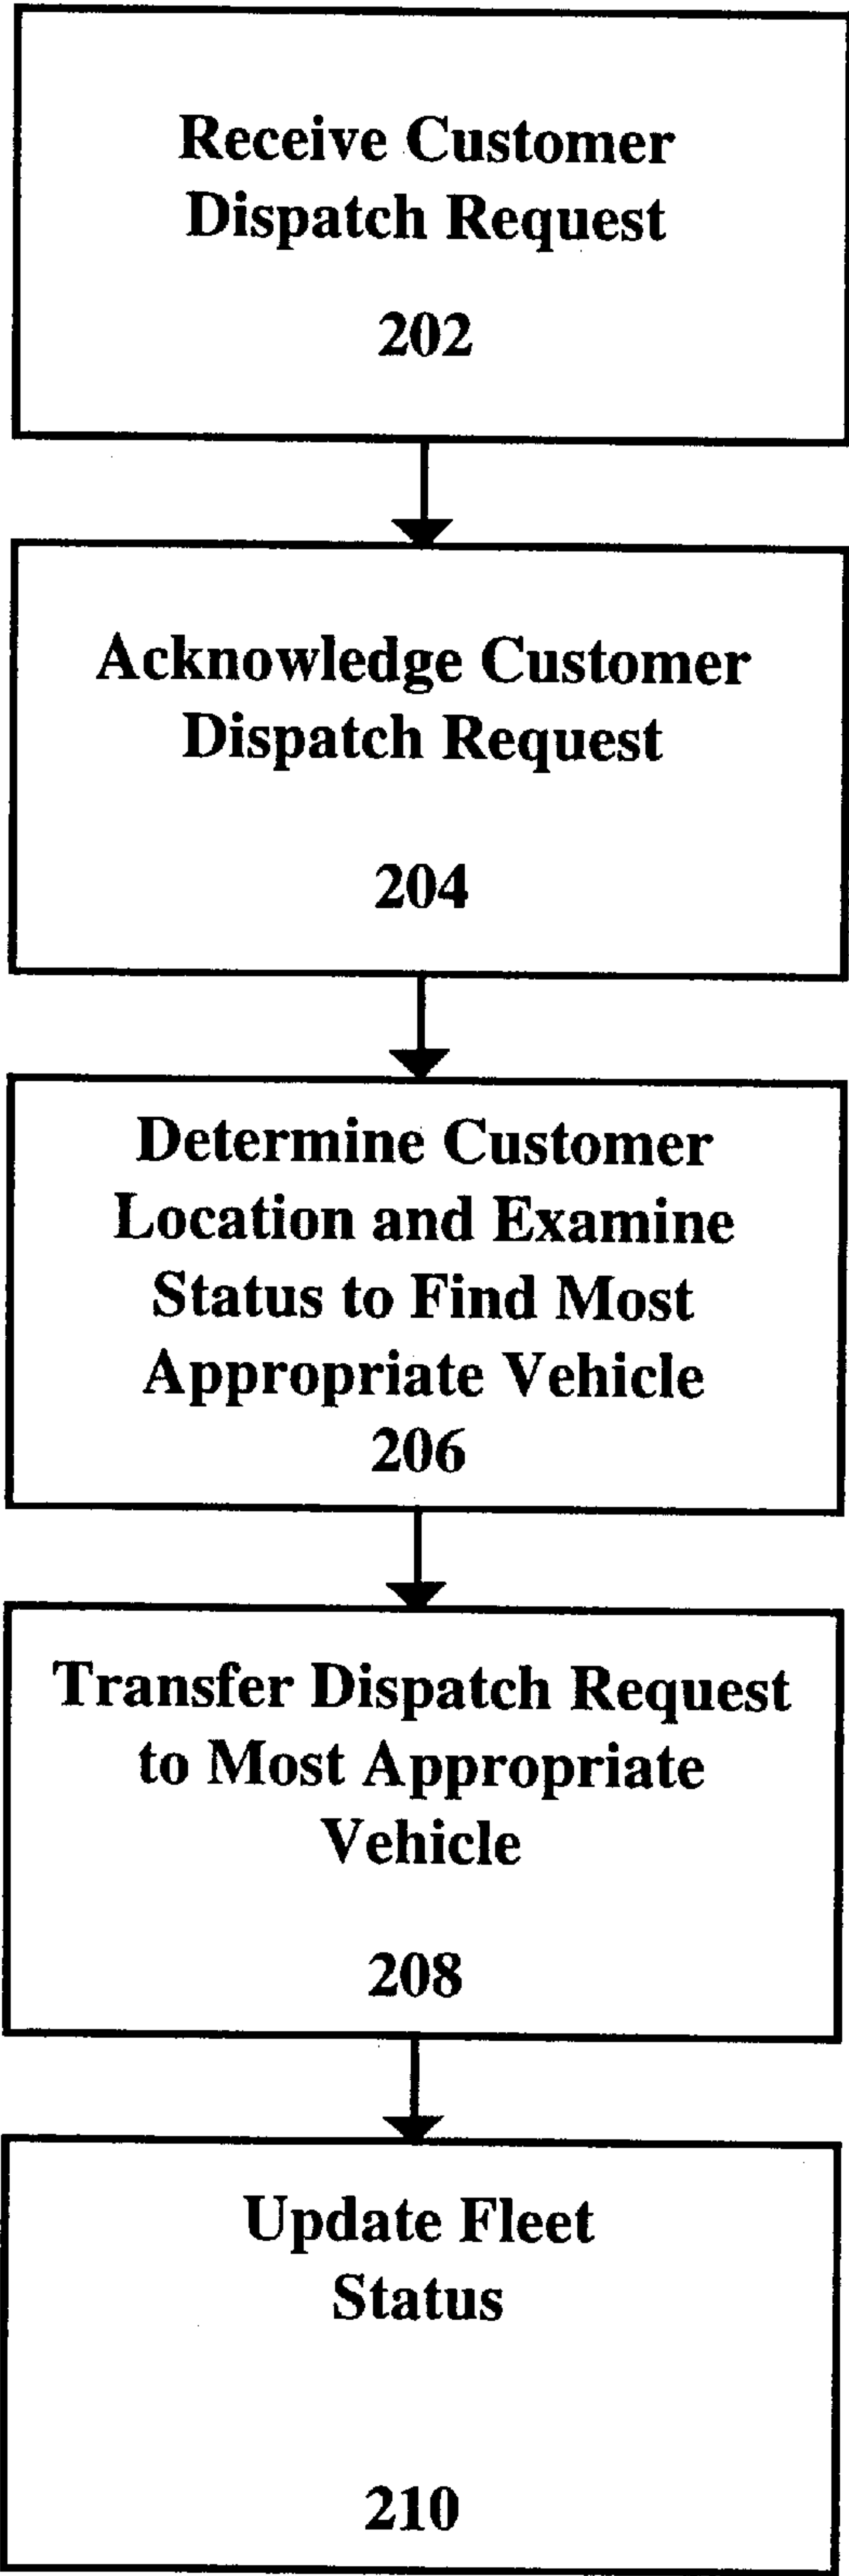 Receive Customer
Dispatch Request
202
Acknowledge Customer
Dispatch Request
204
Determine Customer
Location and Examine
Status to Find Most
Appropriate Vehicle
206
Transfer Dispatch Request
to Most Appropriate
Vehicle
208
Update Fleet
Status
210